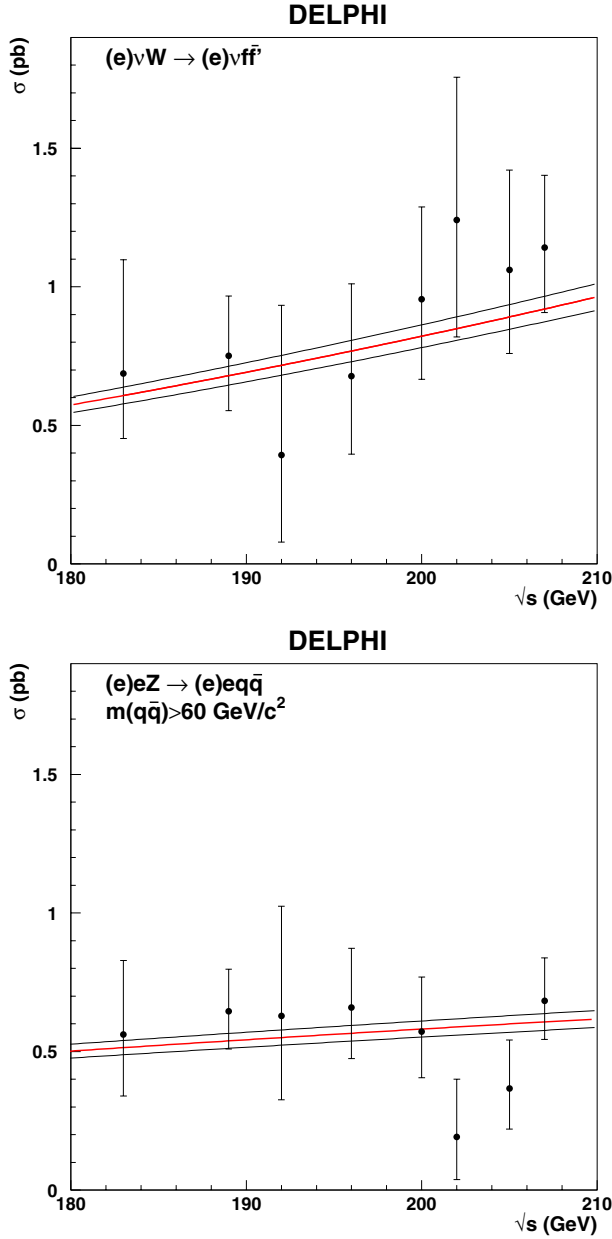 DELPHI
(e)νW → (e)νff̄'
σ (pb)
1.5
1
0.5
0
180 190 200 210
√s (GeV)
DELPHI
(e)eZ → (e)eqq̄
m(qq̄)>60 GeV/c²
σ (pb)
1.5
1
0.5
0
180 190 200 210
√s (GeV)